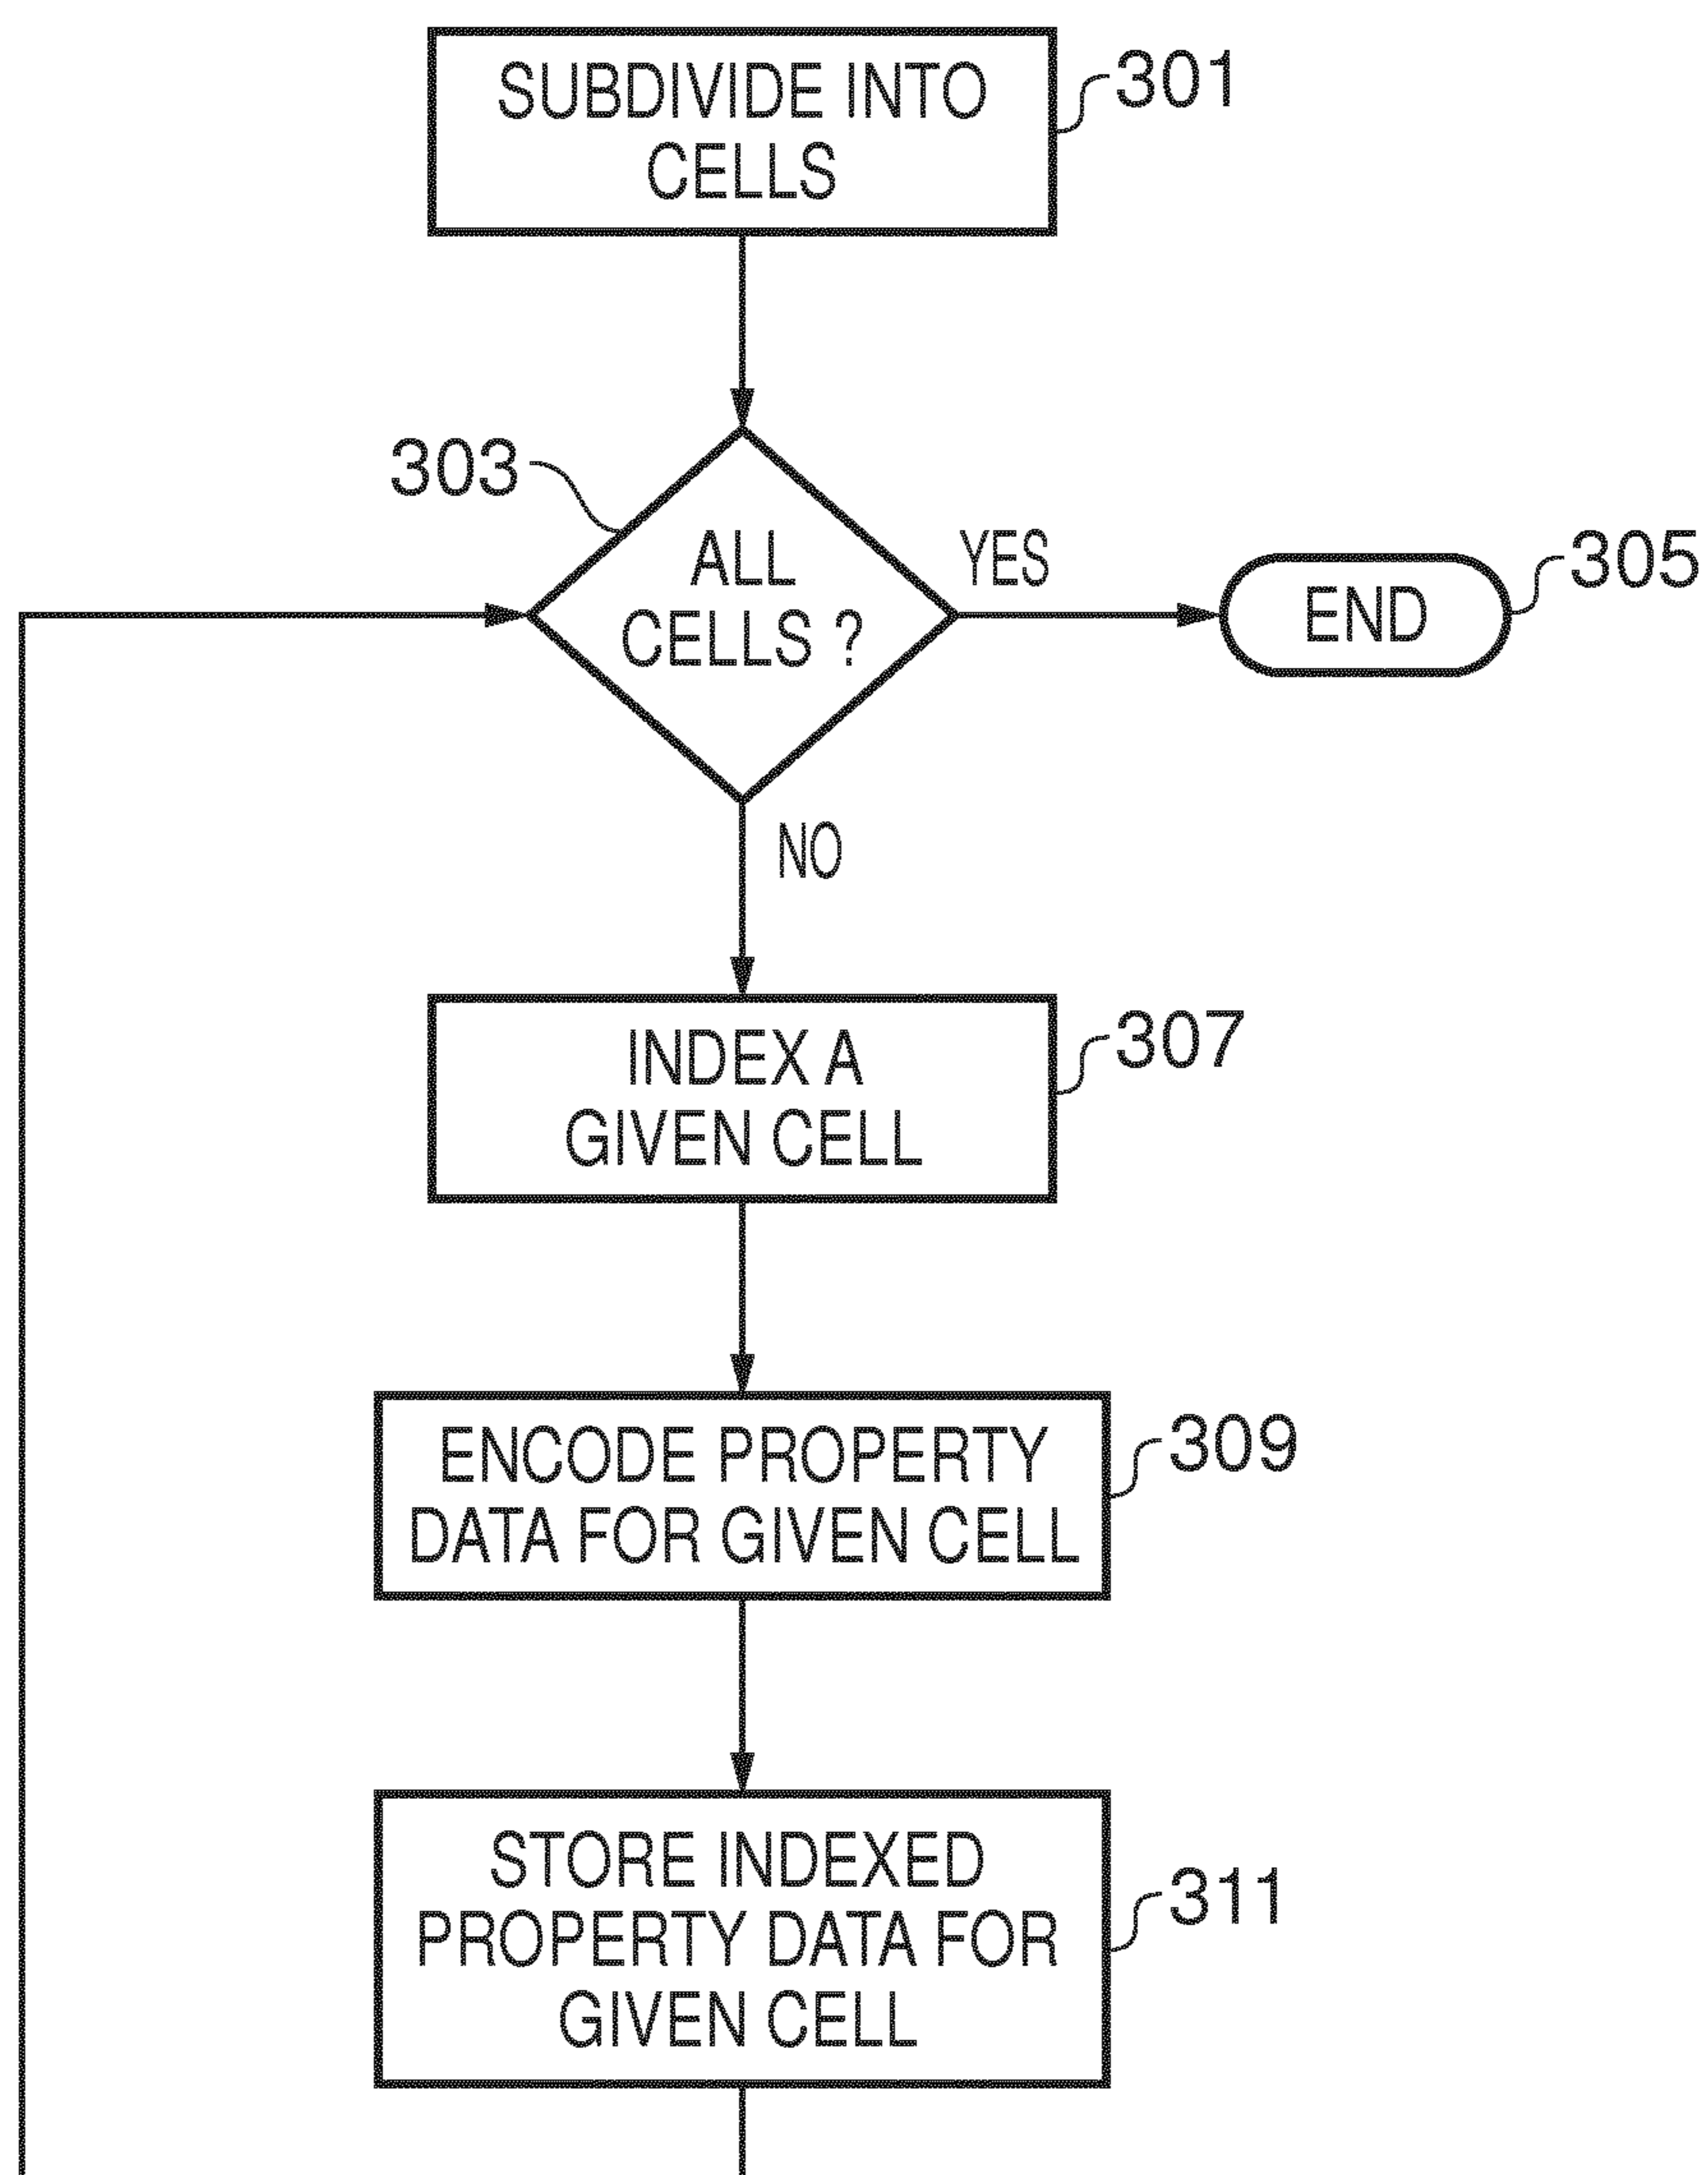 SUBDIVIDE INTO
CELLS
301
303
ALL
CELLS ?
YES
END
305
NO
INDEX A
GIVEN CELL
307
ENCODE PROPERTY
DATA FOR GIVEN CELL
309
STORE INDEXED
PROPERTY DATA FOR
GIVEN CELL
311